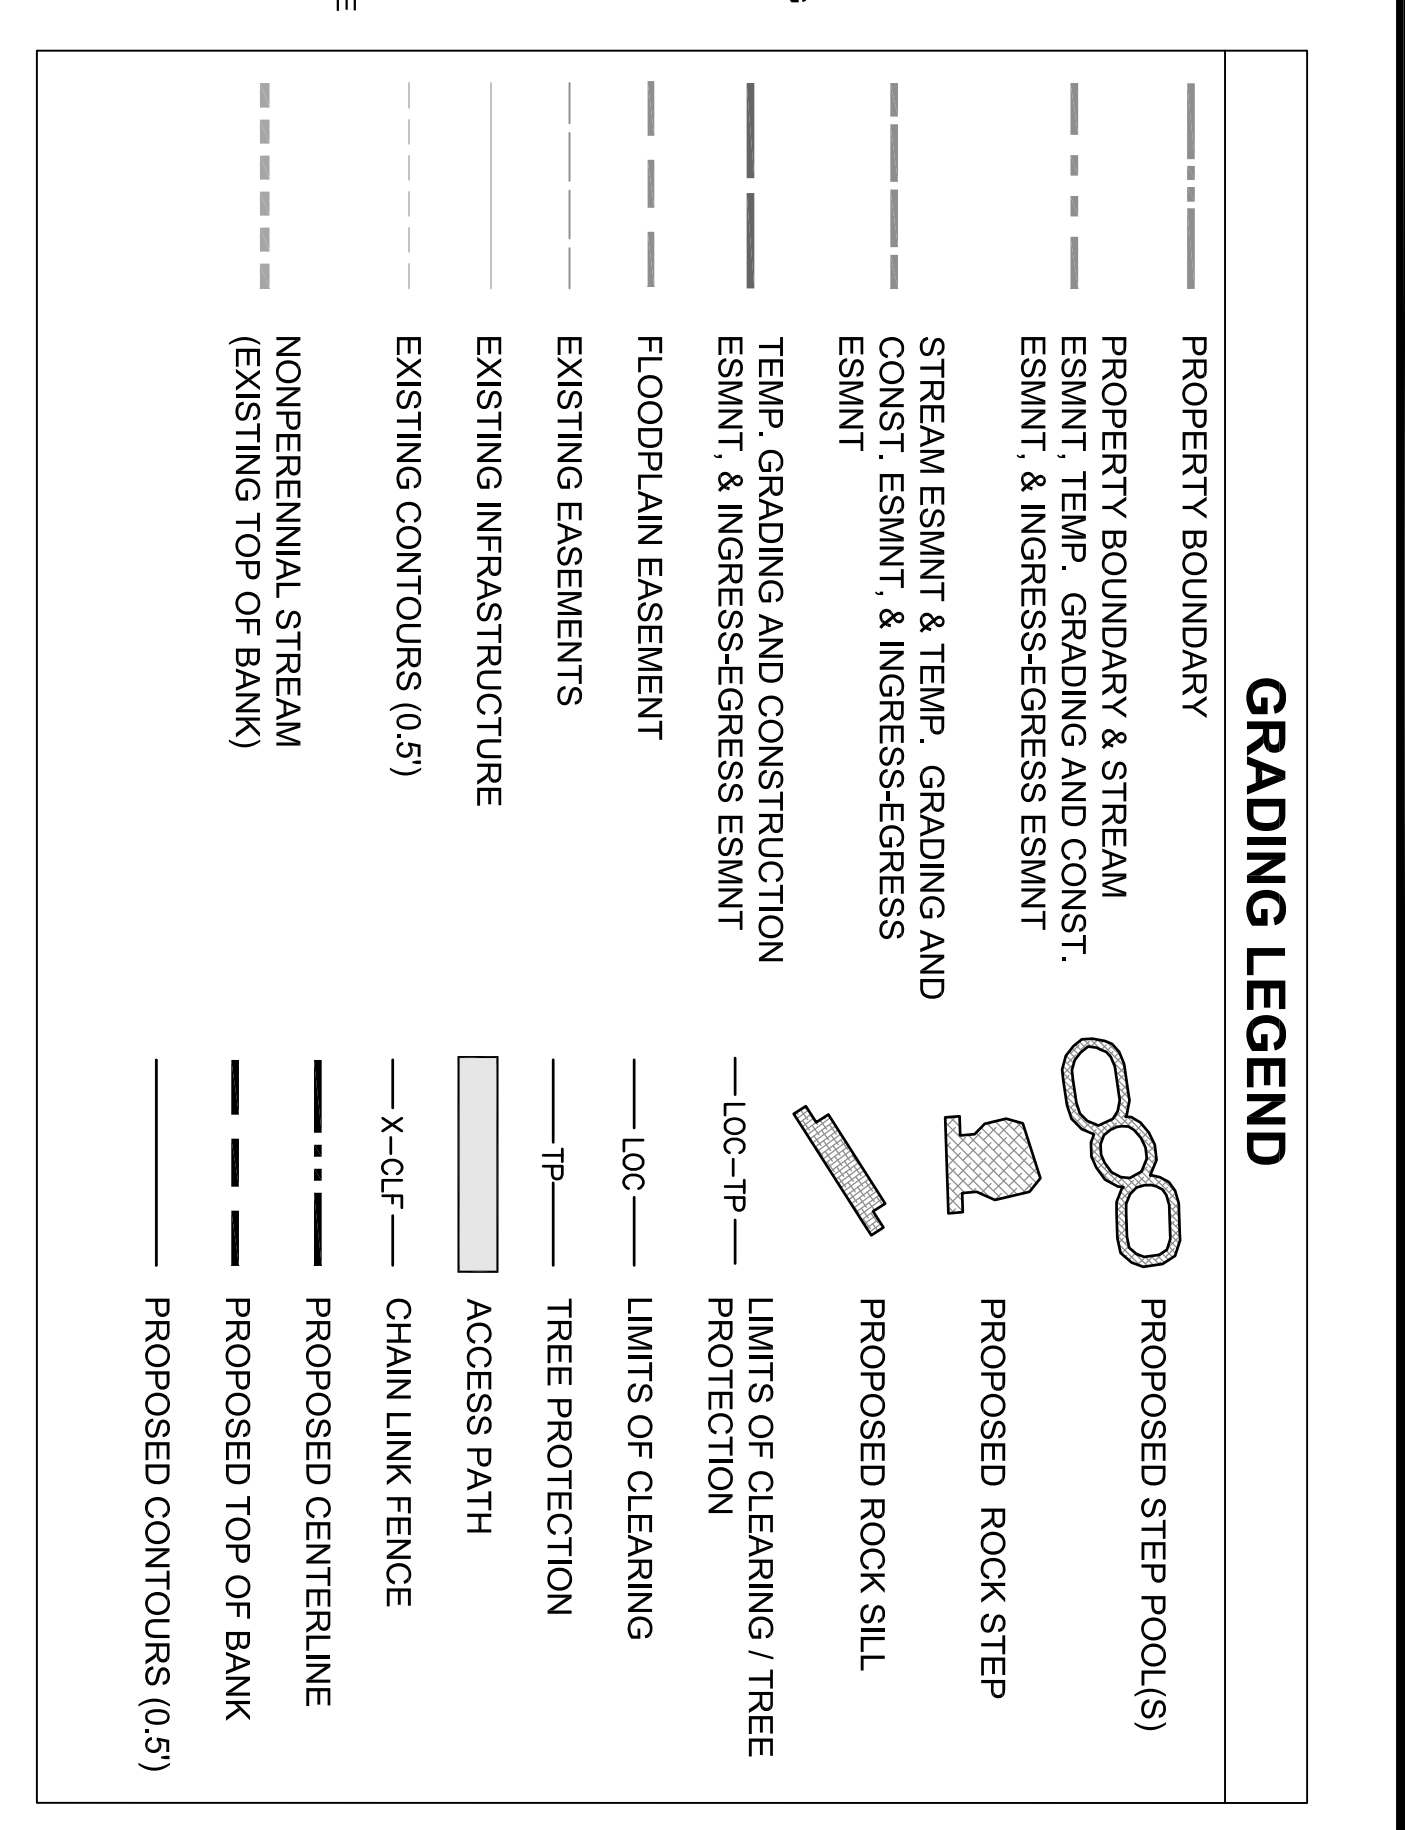 GRADING LEGEND
PROPERTY BOUNDARY
PROPERTY BOUNDARY & STREAM
ESMNT, TEMP. GRADING AND CONST.
ESMNT, & INGRESS-EGRESS ESMNT
STREAM ESMNT & TEMP. GRADING AND
CONST. ESMNT, & INGRESS-EGRESS
ESMNT
TEMP. GRADING AND CONSTRUCTION
ESMNT, & INGRESS-EGRESS ESMNT
FLOODPLAIN EASEMENT
EXISTING EASEMENTS
EXISTING INFRASTRUCTURE
EXISTING CONTOURS (0.5')
NONPERENNIAL STREAM
(EXISTING TOP OF BANK)
PROPOSED STEP POOL(S)
PROPOSED ROCK STEP
PROPOSED ROCK SILL
LOC-TP
LIMITS OF CLEARING / TREE
PROTECTION
LOC
LIMITS OF CLEARING
TP
TREE PROTECTION
ACCESS PATH
X-CLF
CHAIN LINK FENCE
PROPOSED CENTERLINE
PROPOSED TOP OF BANK
PROPOSED CONTOURS (0.5')